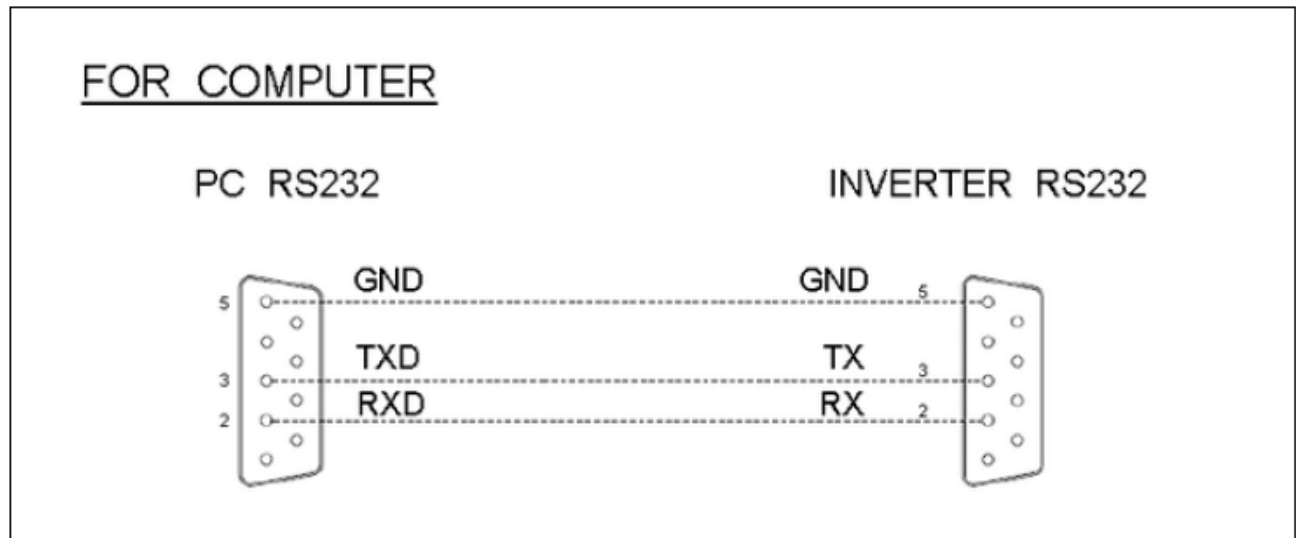 FOR COMPUTER
PC RS232 INVERTER RS232
GND GND
5 5
TXD TX
3 3
RXD RX
2 2